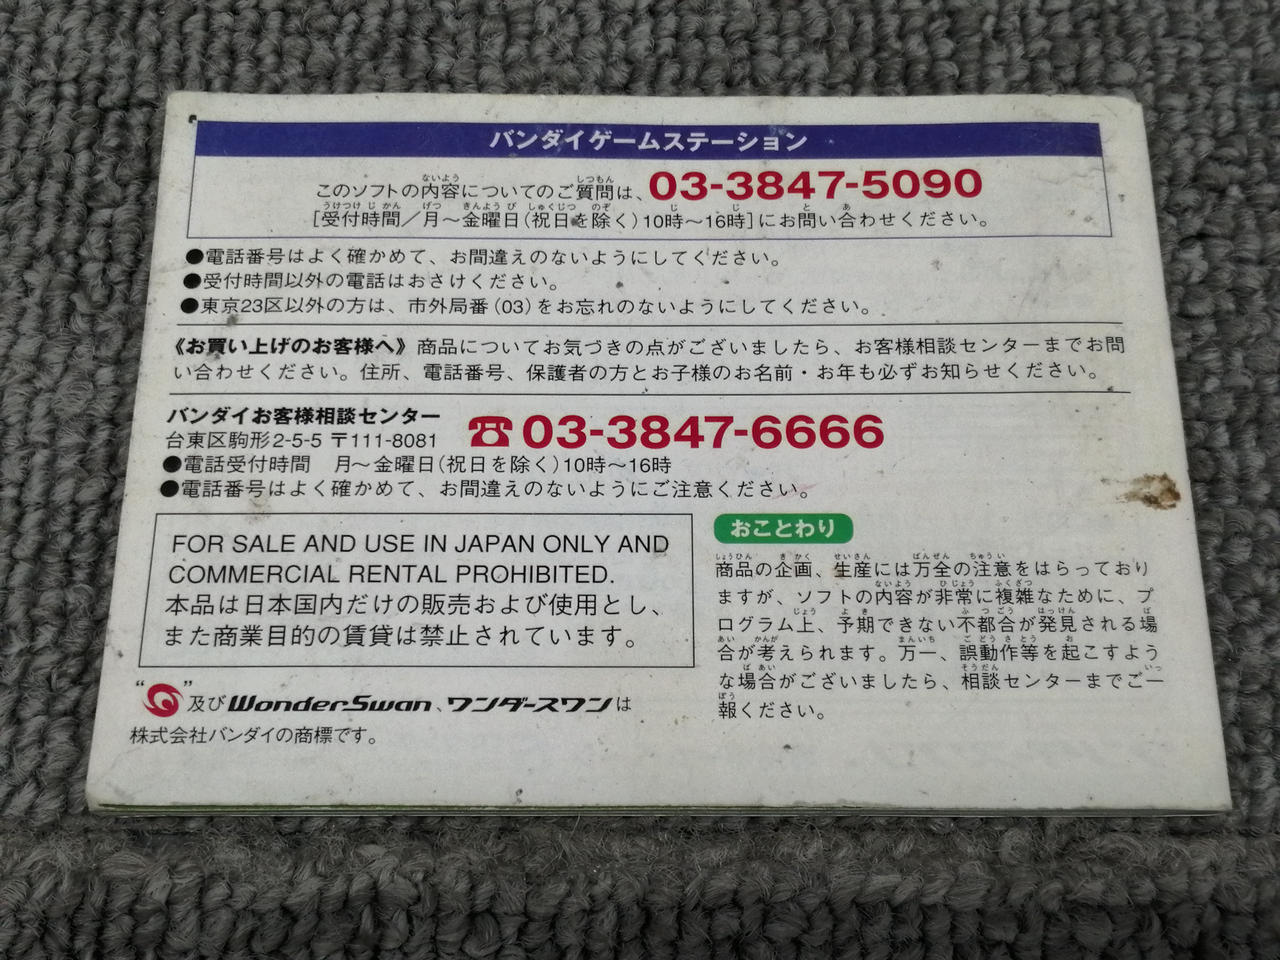 バンダイゲームステーション
このソフトの内容についてのご質問は、03-3847-5090
[受付時間/月〜金曜日(祝日を除く)10時〜16時]にお問い合わせください。
●電話番号はよく確かめて、お間違えのないようにしてください。
●受付時間以外の電話はおさけください。
●東京23区以外の方は、市外局番(03)をお忘れのないようにしてください。
《お買い上げのお客様へ》商品についてお気づきの点がございましたら、お客様相談センターまでお問
い合わせください。住所、電話番号、保護者の方とお子様のお名前・お年も必ずお知らせください。
バンダイお客様相談センター
台東区駒形2-5-5 〒111-8081
☎03-3847-6666
●電話受付時間 月〜金曜日(祝日を除く)10時〜16時
●電話番号はよく確かめて、お間違えのないようにご注意ください。
FOR SALE AND USE IN JAPAN ONLY AND
COMMERCIAL RENTAL PROHIBITED.
本品は日本国内だけの販売および使用とし、
また商業目的の賃貸は禁止されています。
“ ”及びWonderSwan、ワンダースワンは
株式会社バンダイの商標です。
おことわり
商品の企画、生産には万全の注意をはらっており
ますが、ソフトの内容が非常に複雑なために、プ
ログラム上、予期できない不都合が発見される場
合が考えられます。万一、誤動作等を起こすよう
な場合がございましたら、相談センターまでご一
報ください。